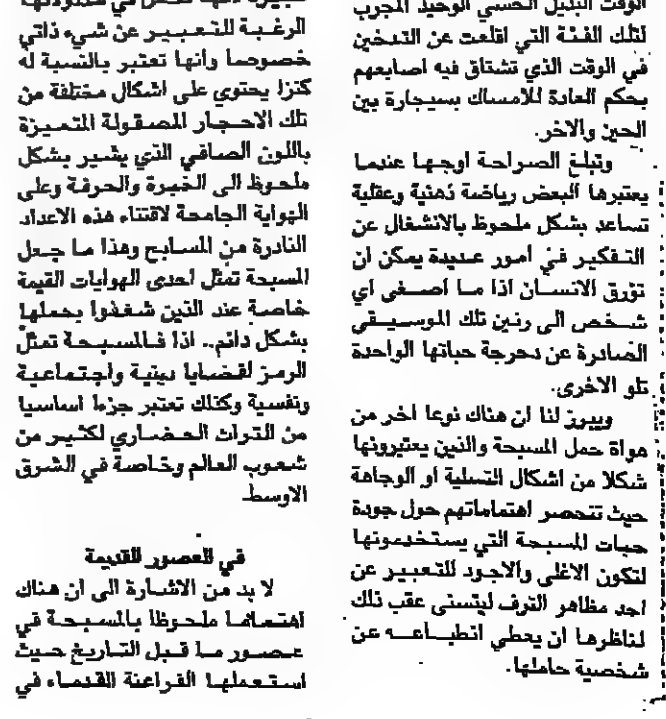 الوقت البديل الحسي الوحيد المجرب
لتلك الفئة التي اقلعت عن التدخين
في الوقت الذي تشتاق فيه اصابعهم
بحكم العادة للامساك بسيجارة بين
الحين والاخر.
وتبلغ الصراحة اوجها عندما
يعتبرها البعض رياضة ذهنية وعقلية
تساعد بشكل ملحوظ بالانشغال عن
التفكير في امور عديدة يمكن ان
تؤرق الانسان اذا ما اصغى اي
شخص الى رنين تلك الموسيقى
الصادرة عن دحرجة حباتها الواحدة
تلو الاخرى.
ويبرز لنا ان هناك نوعا اخر من
هواة حمل المسبحة والذين يعتبرونها
شكلا من اشكال التسلية او الوجاهة
حيث تنحصر اهتماماتهم حول جودة
حبات المسبحة التي يستخدمونها
لتكون الاغلى والاجود للتعبير عن
احد مظاهر الترف ليتسنى عقب ذلك
لناظرها ان يعطي انطباعه عن
شخصية حاملها.
الرغبة للتعبير عن شيء ذاتي
خصوصا وانها تعتبر بالنسبة له
كنزا يحتوي على اشكال مختلفة من
تلك الاحجار المصقولة المتميزة
باللون الصافي الذي يشير بشكل
ملحوظ الى الخبرة والحرفة وعلى
الهواية الجامحة لاقتناء هذه الاعداد
النادرة من المسابح وهذا ما جعل
المسبحة تمثل احدى الهوايات القيمة
خاصة عند الذين شغفوا بحملها
بشكل دائم.. اذا فالمسبحة تمثل
الرمز لقضايا دينية واجتماعية
ونفسية وكذلك تعتبر جزءا اساسيا
من التراث الحضاري لكثير من
شعوب العالم وخاصة في الشرق
الاوسط.
في العصور القديمة
لا بد من الاشارة الى ان هناك
اهتماما ملحوظا بالمسبحة في
عصور ما قبل التاريخ حيث
استعملها الفراعنة القدماء في